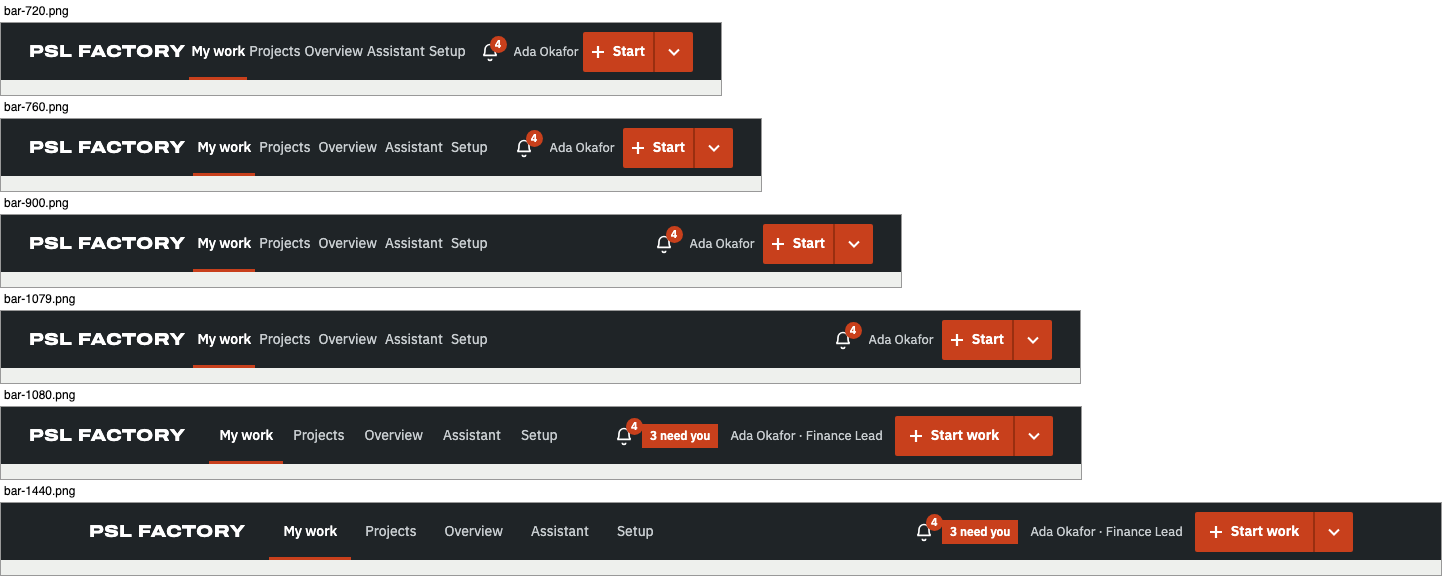 bar-720.png
PSL FACTORY My work Projects Overview Assistant Setup 4 Ada Okafor + Start
bar-760.png
PSL FACTORY My work Projects Overview Assistant Setup 4 Ada Okafor + Start
bar-900.png
PSL FACTORY My work Projects Overview Assistant Setup 4 Ada Okafor + Start
bar-1079.png
PSL FACTORY My work Projects Overview Assistant Setup 4 Ada Okafor + Start
bar-1080.png
PSL FACTORY My work Projects Overview Assistant Setup 4 3 need you Ada Okafor · Finance Lead + Start work
bar-1440.png
PSL FACTORY My work Projects Overview Assistant Setup 4 3 need you Ada Okafor · Finance Lead + Start work